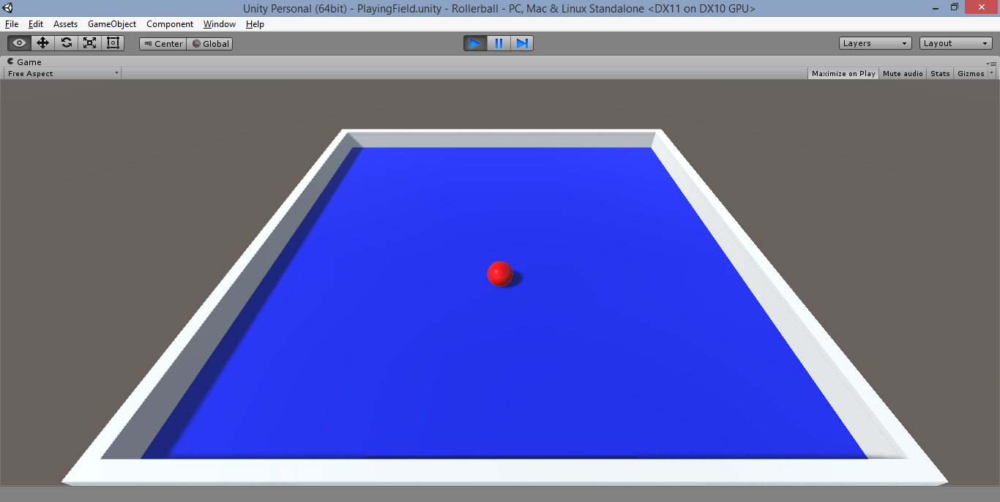 Unity Personal (64bit) - PlayingField.unity - Rollerball - PC, Mac & Linux Standalone <DX11 on DX10 GPU>
File Edit Assets GameObject Component Window Help
Center Global Layers Layout
Game
Free Aspect Maximize on Play Mute audio Stats Gizmos